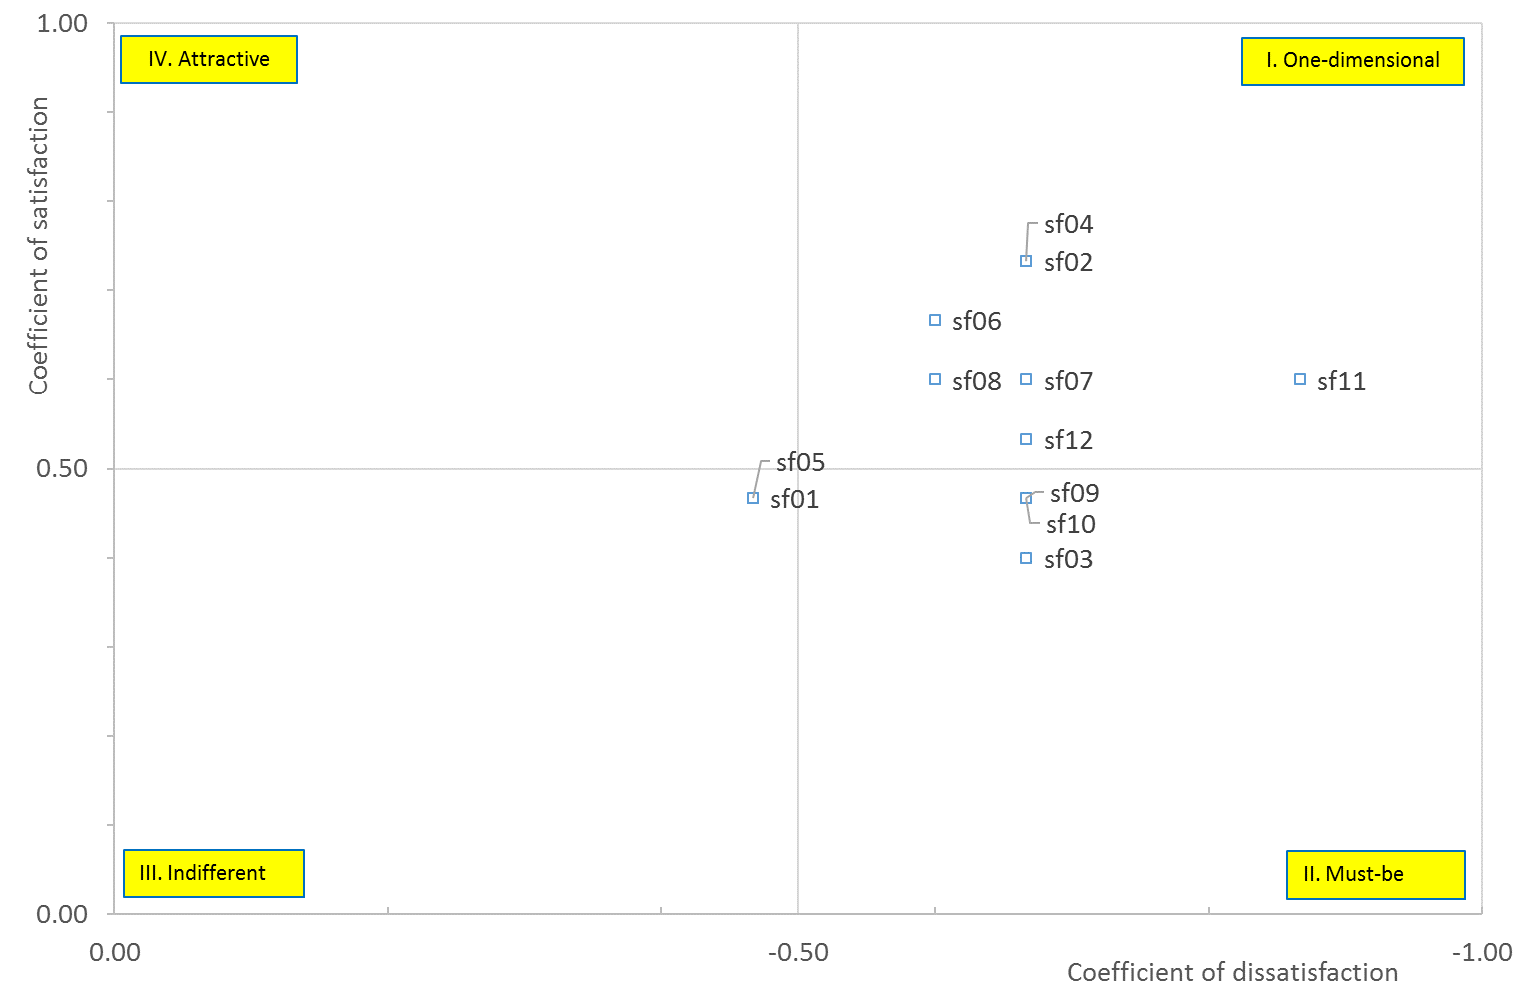 1.00
IV. Attractive
I. One-dimensional
Coefficient of satisfaction
sf04
sf02
sf06
sf08
sf07
sf11
sf12
0.50
sf05
sf01
sf09
sf10
sf03
III. Indifferent
II. Must-be
0.00
0.00
-0.50
-1.00
Coefficient of dissatisfaction